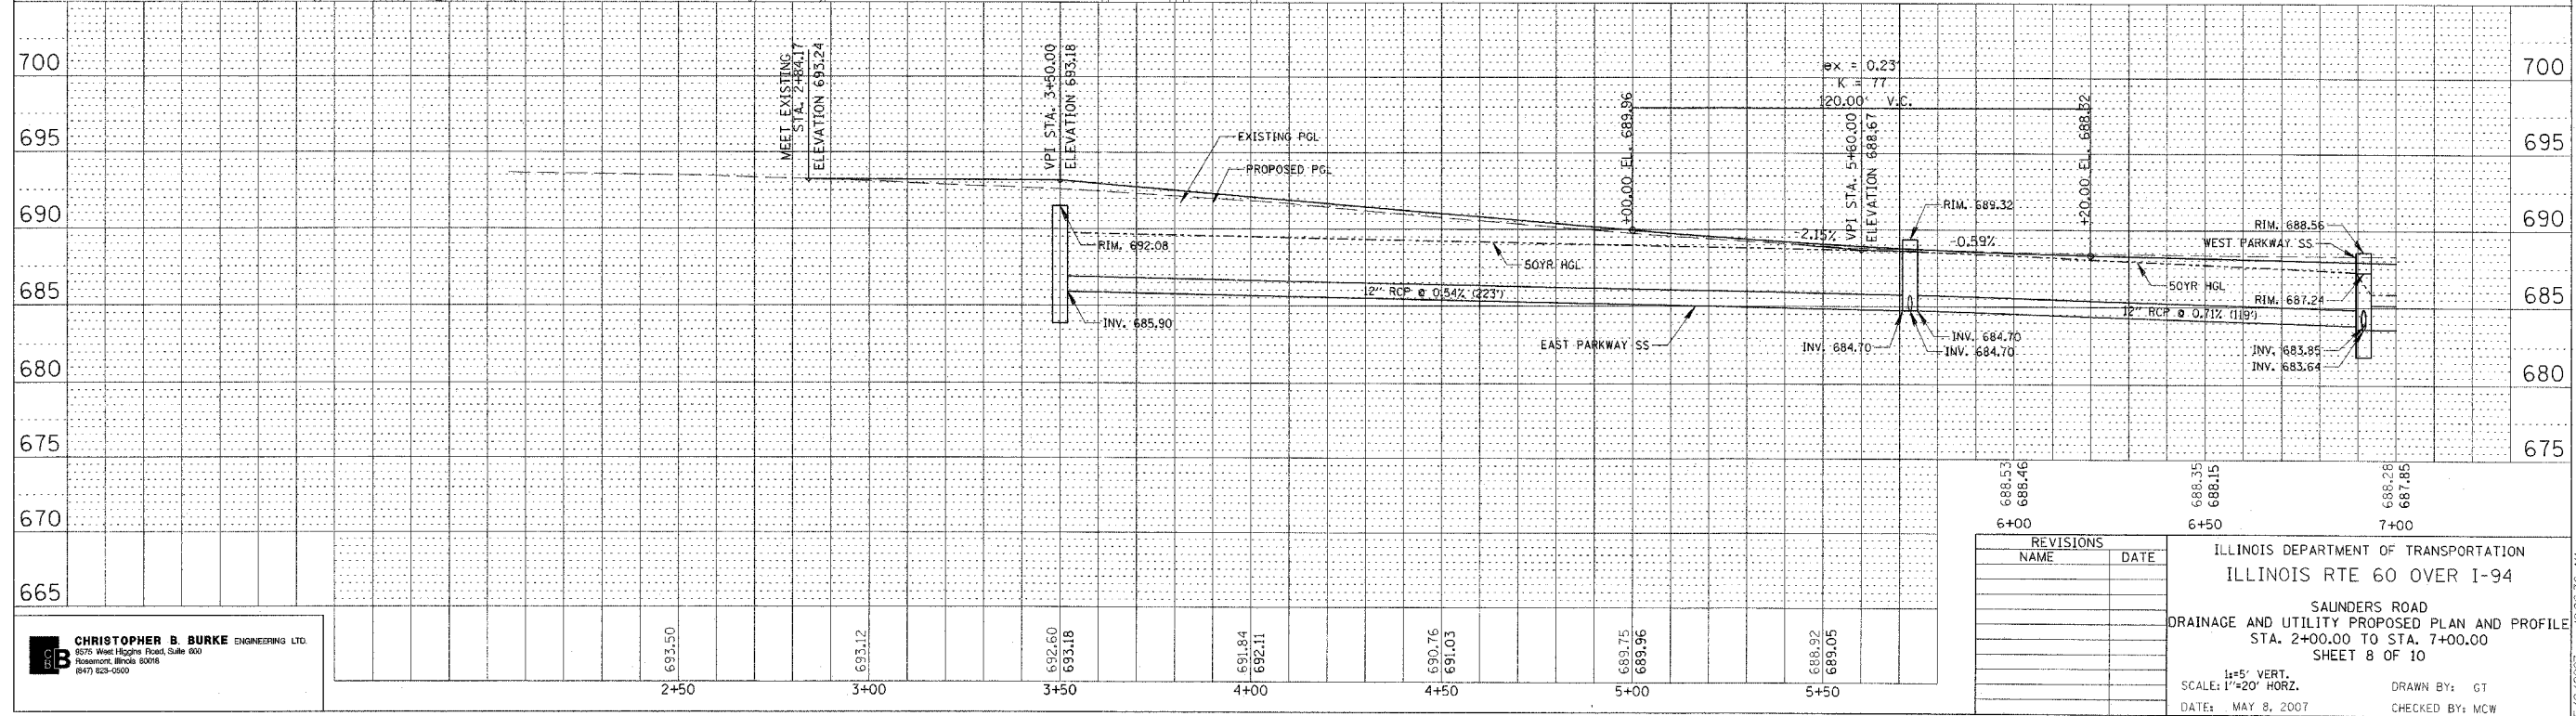 700
695
690
685
680
675
670
665
MEET EXISTING
STA. 2+84.17
ELEVATION 693.24
VPI STA. 3+50.00
ELEVATION 693.18
EXISTING PGL
PROPOSED PGL
RIM. 692.08
INV. 685.90
50YR HGL
12" RCP @ 0.54% (223')
EAST PARKWAY SS
+00.00 EL. 689.96
ex = 0.23'
K = 77
120.00' V.C.
-2.15%
VPI STA. 5+60.00
ELEVATION 688.67
RIM. 689.32
-0.59%
INV. 684.70
INV. 684.70
INV. 684.70
+20.00 EL. 688.32
RIM. 688.56
WEST PARKWAY SS
50YR HGL
RIM. 687.24
12" RCP @ 0.71% (119')
INV. 683.85
INV. 683.64
700
695
690
685
680
675
693.50
693.12
692.60
693.18
691.84
692.11
690.76
691.03
689.75
689.96
688.92
689.05
688.53
688.46
688.35
688.15
688.28
687.85
2+50
3+00
3+50
4+00
4+50
5+00
5+50
6+00
6+50
7+00
CB
B
CHRISTOPHER B. BURKE ENGINEERING LTD.
9575 West Higgins Road, Suite 600
Rosemont, Illinois 60018
(847) 823-0500
REVISIONS
NAME DATE
ILLINOIS DEPARTMENT OF TRANSPORTATION
ILLINOIS RTE 60 OVER I-94
SAUNDERS ROAD
DRAINAGE AND UTILITY PROPOSED PLAN AND PROFILE
STA. 2+00.00 TO STA. 7+00.00
SHEET 8 OF 10
1"=5' VERT.
SCALE: 1"=20' HORZ.
DRAWN BY: GT
DATE: MAY 8, 2007
CHECKED BY: MCW